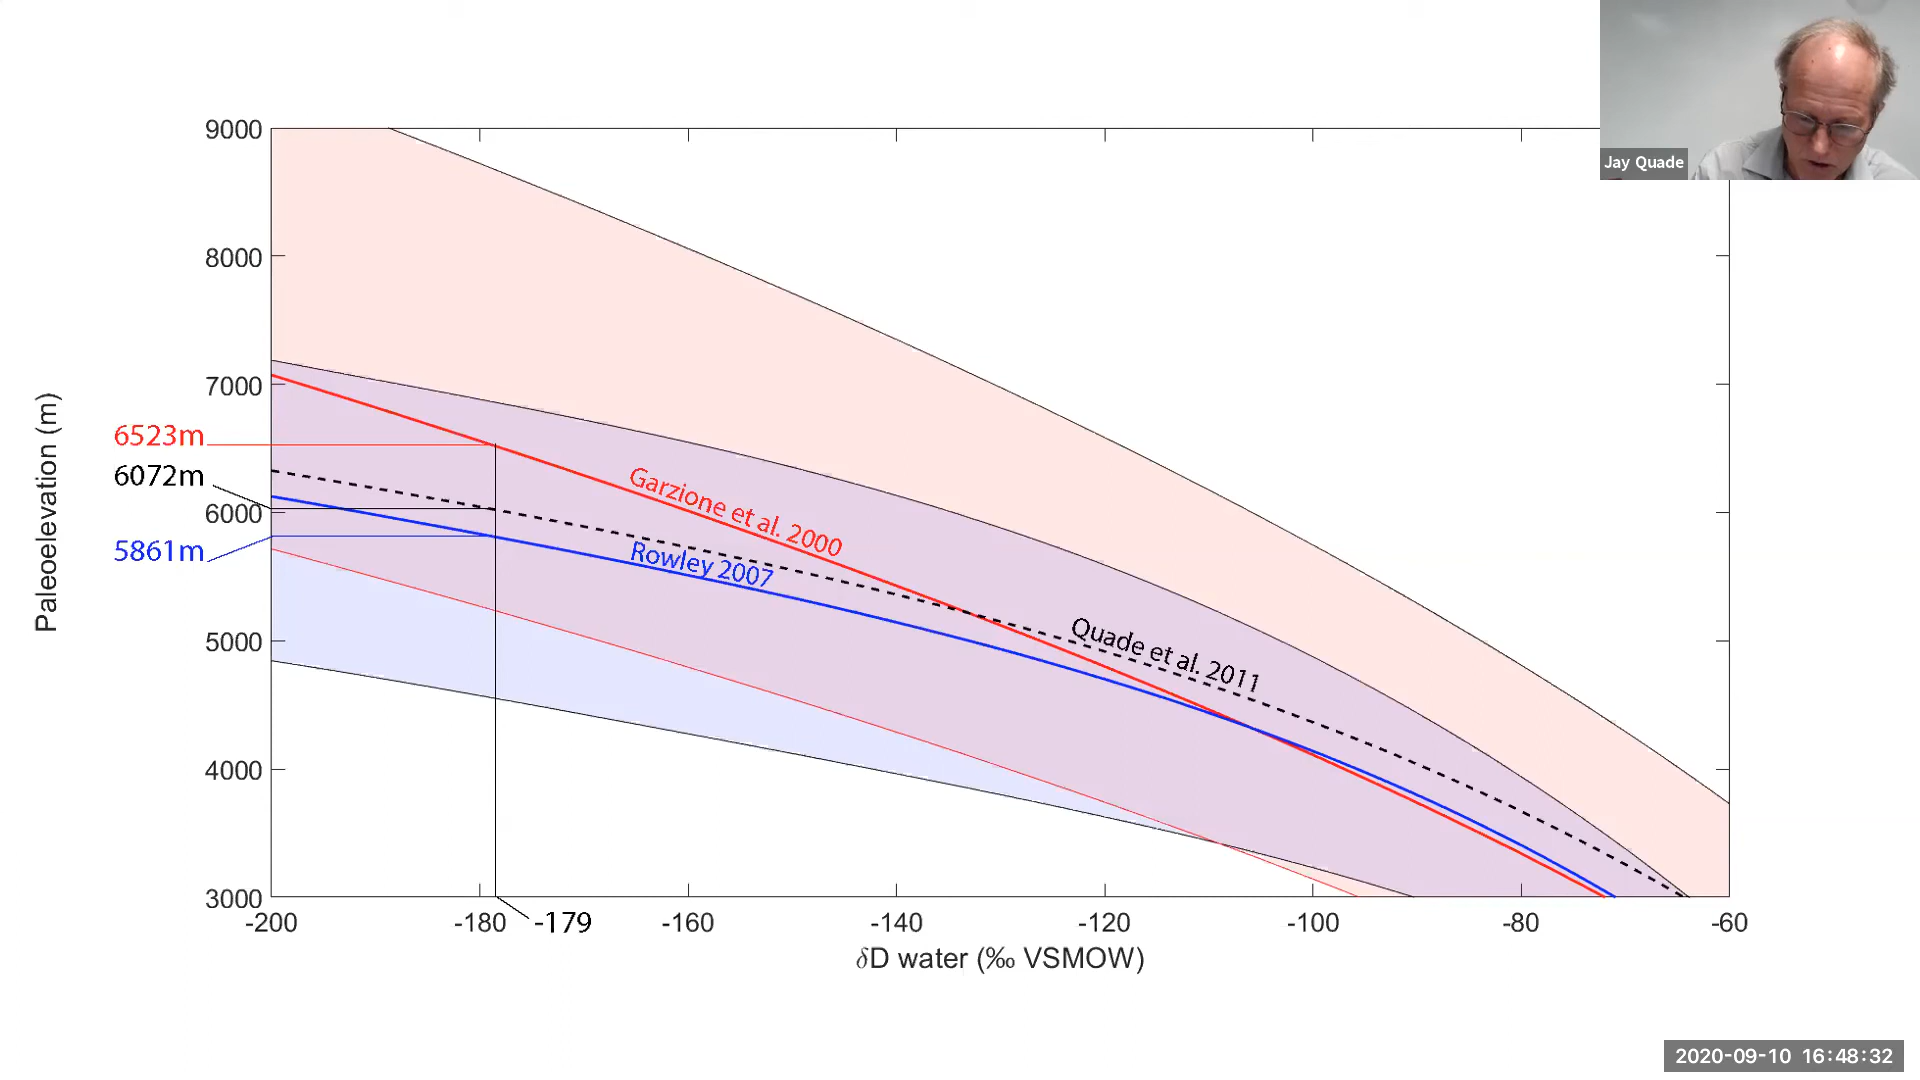 Jay Quade
9000
8000
7000
6000
5000
4000
3000
Paleoelevation (m)
6523m
6072m
5861m
Garzione et al. 2000
Rowley 2007
Quade et al. 2011
-200
-180
-179
-160
-140
-120
-100
-80
-60
δD water (‰ VSMOW)
2020-09-10 16:48:32